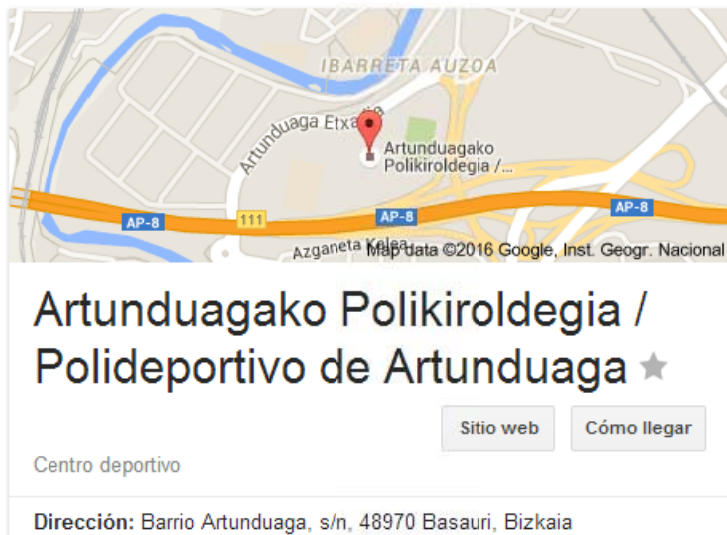 IBARRETA AUZOA
Artunduaga Etxa
Artunduagako
Polikiroldegia /...
AP-8
111
AP-8
AP-8
Azganeta Kalea
Map data ©2016 Google, Inst. Geogr. Nacional
Artunduagako Polikiroldegia /
Polideportivo de Artunduaga
Sitio web
Cómo llegar
Centro deportivo
Dirección: Barrio Artunduaga, s/n, 48970 Basauri, Bizkaia